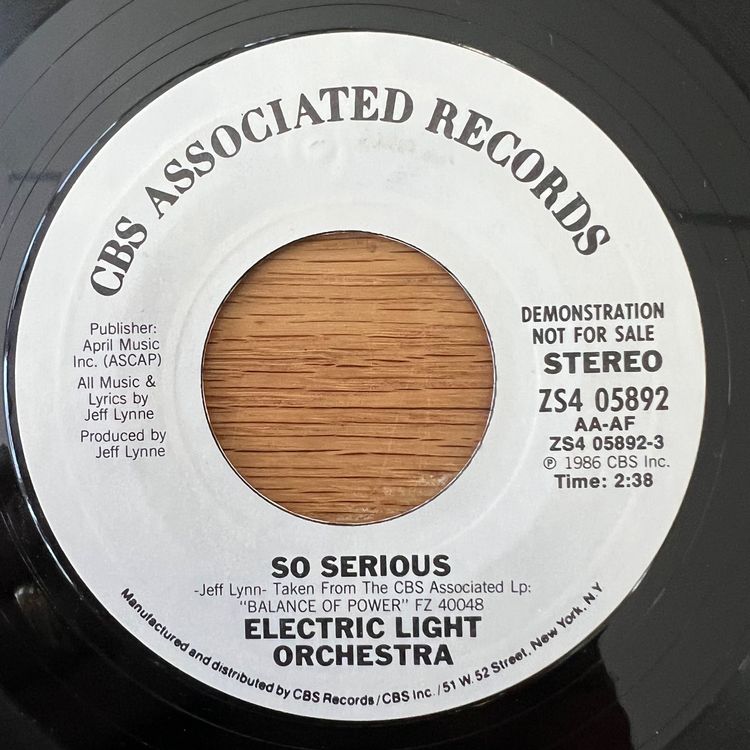 CBS ASSOCIATED RECORDS
Publisher:
April Music
Inc. (ASCAP)
All Music &
Lyrics by
Jeff Lynne
Produced by
Jeff Lynne
DEMONSTRATION
NOT FOR SALE
STEREO
ZS4 05892
AA-AF
ZS4 05892-3
℗ 1986 CBS Inc.
Time: 2:38
SO SERIOUS
-Jeff Lynn- Taken From The CBS Associated Lp:
"BALANCE OF POWER" FZ 40048
ELECTRIC LIGHT
ORCHESTRA
Manufactured and distributed by CBS Records/CBS Inc./51 W. 52 Street, New York, N.Y